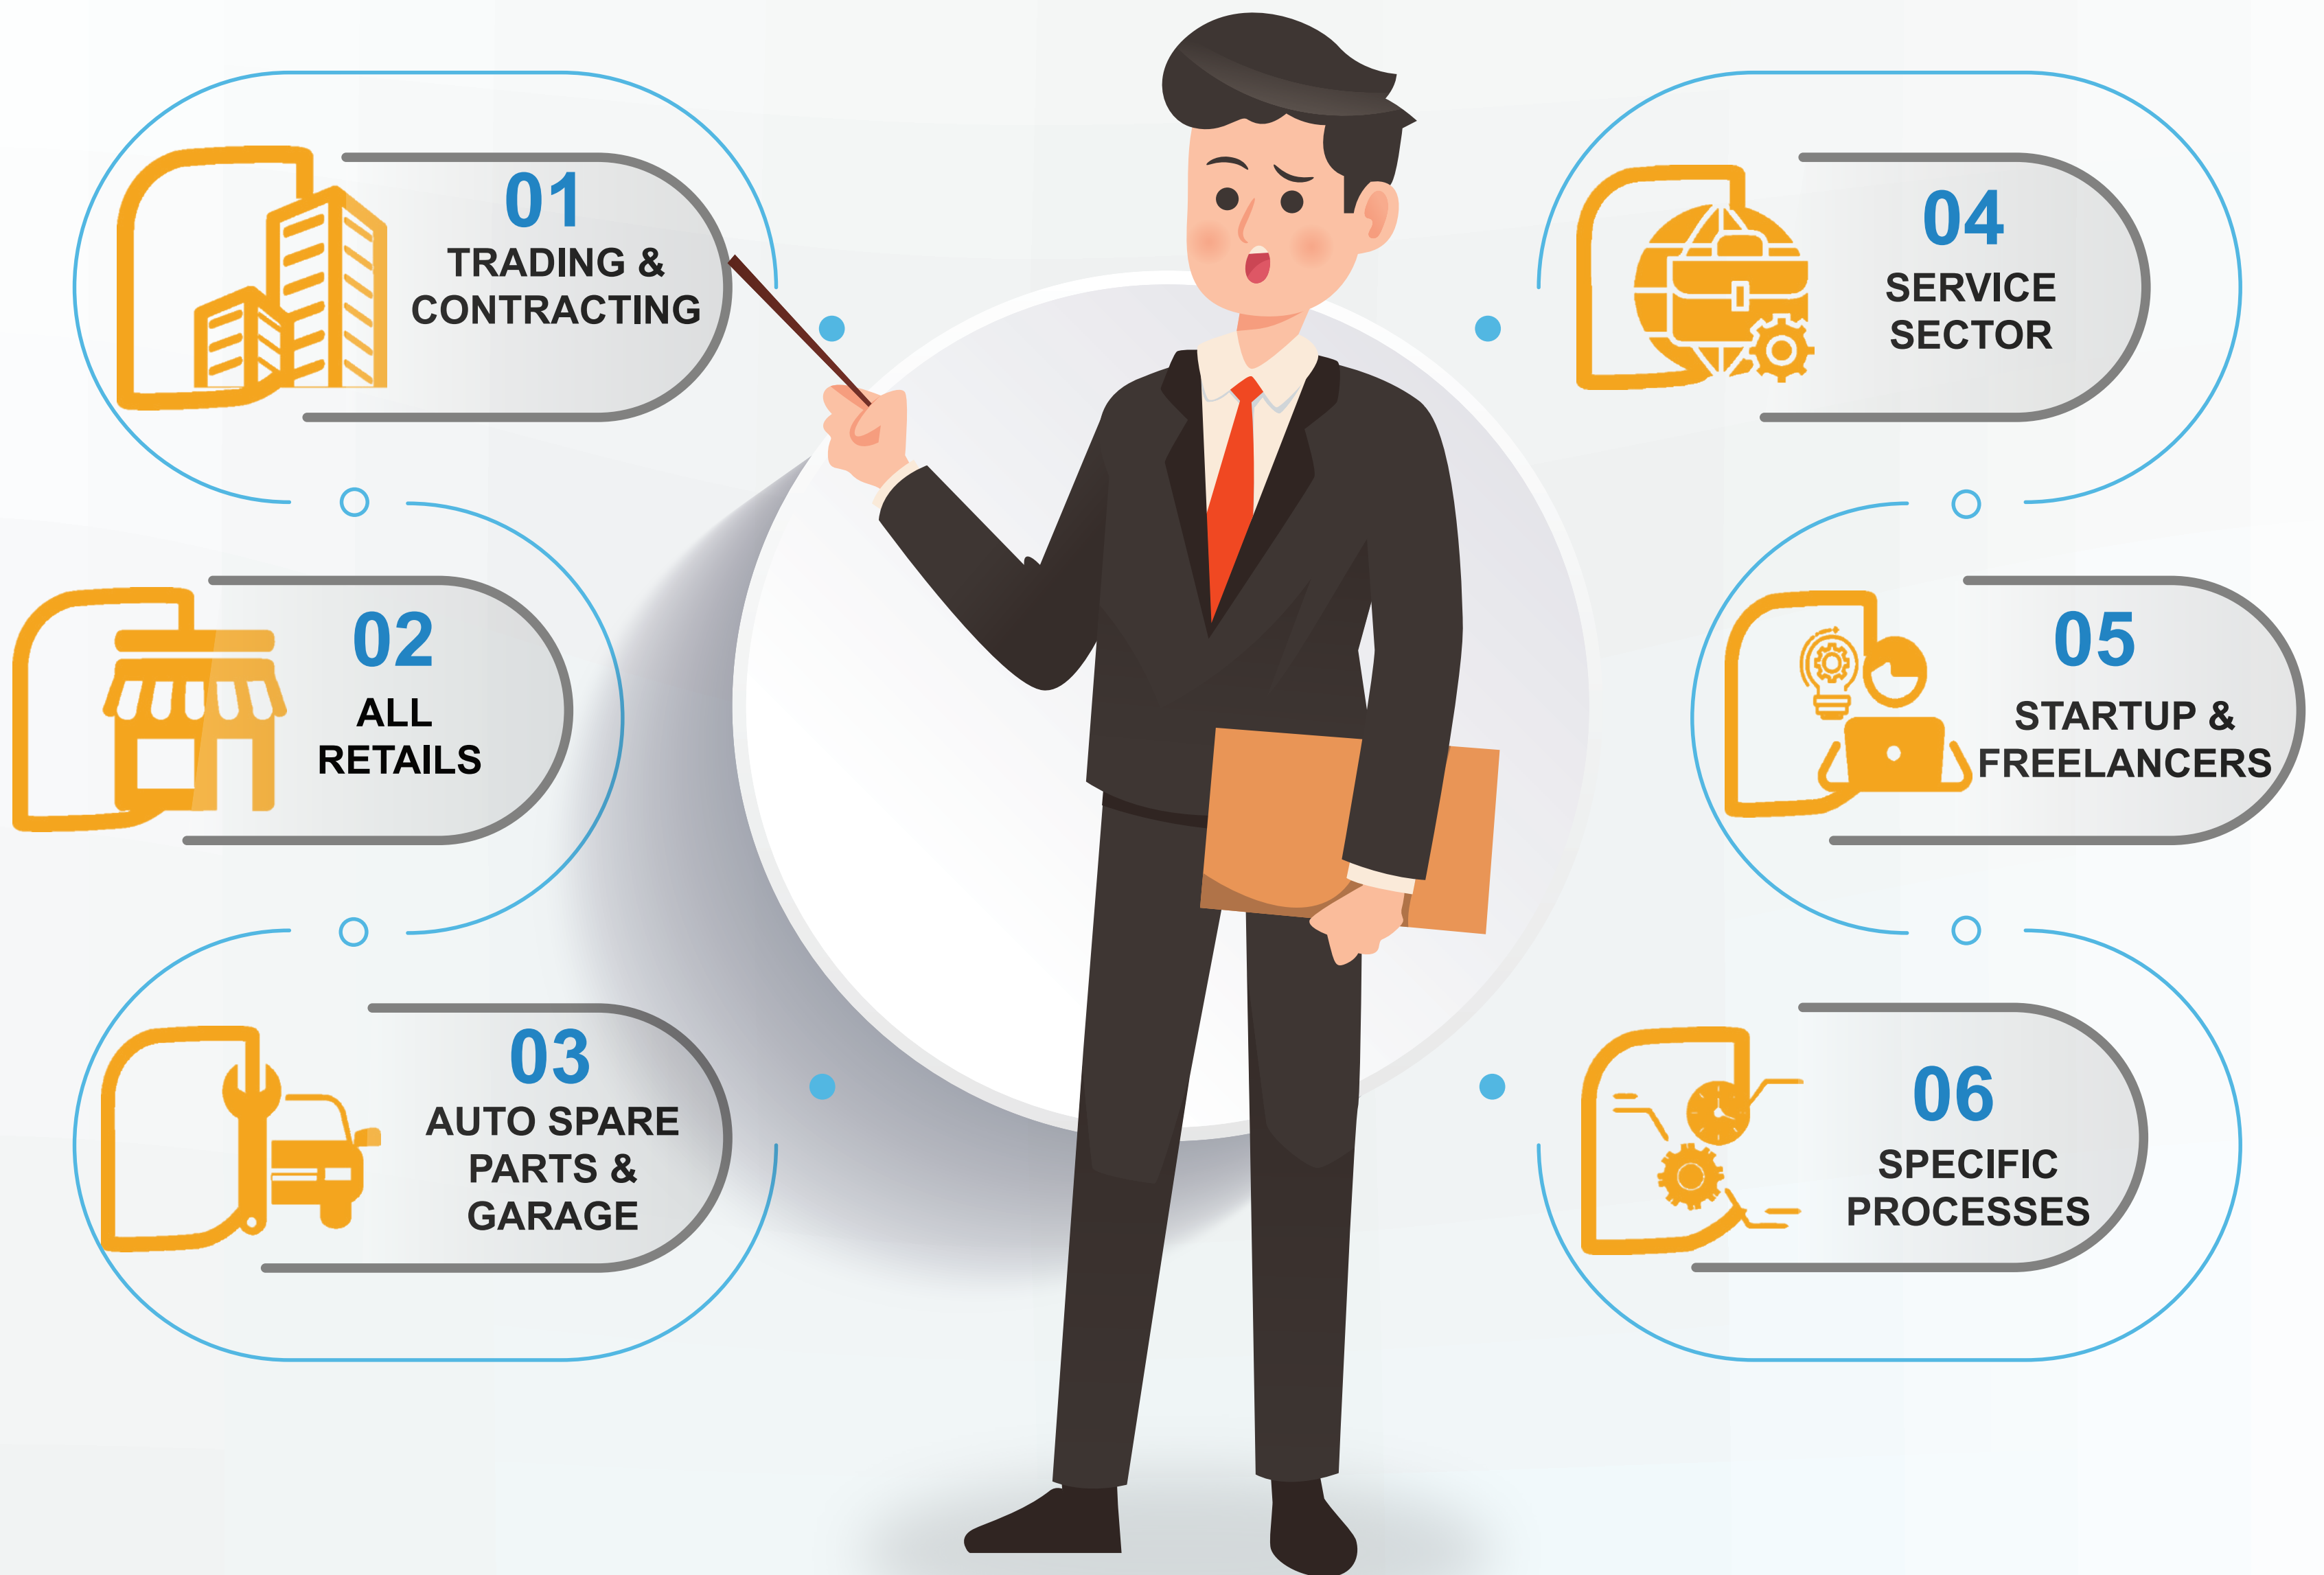 01
TRADING &
CONTRACTING
02
ALL
RETAILS
03
AUTO SPARE
PARTS &
GARAGE
04
SERVICE
SECTOR
05
STARTUP &
FREELANCERS
06
SPECIFIC
PROCESSES